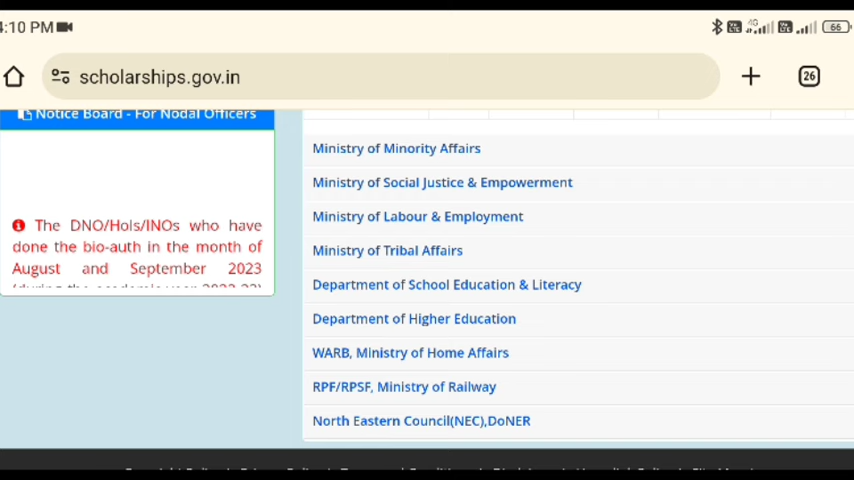 4:10 PM
66
scholarships.gov.in
26
Notice Board - For Nodal Officers
The DNO/HoIs/INOs who have
done the bio-auth in the month of
August and September 2023
Ministry of Minority Affairs
Ministry of Social Justice & Empowerment
Ministry of Labour & Employment
Ministry of Tribal Affairs
Department of School Education & Literacy
Department of Higher Education
WARB, Ministry of Home Affairs
RPF/RPSF, Ministry of Railway
North Eastern Council(NEC),DoNER